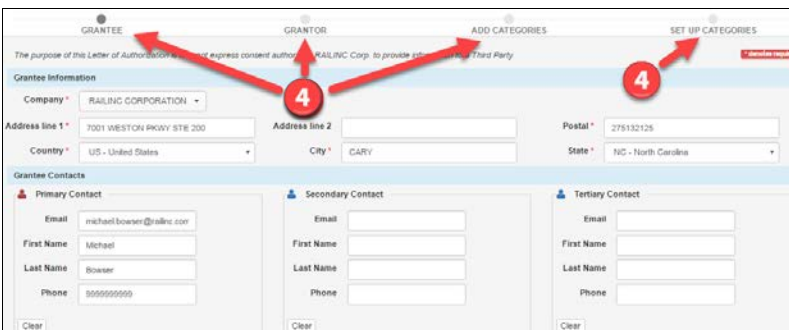 GRANTEE GRANTOR ADD CATEGORIES SET UP CATEGORIES
The purpose of this Letter of Authorization express consent RAILINC Corp. to provide Third Party
* denotes
4 4
Grantee Information
Company * RAILINC CORPORATION
Address line 1 * 7001 WESTON PKWY STE 200 Address line 2 Postal * 275132125
Country * US - United States City * CARY State * NC - North Carolina
Grantee Contacts
Primary Contact Secondary Contact Tertiary Contact
Email michael.bowser@railinc.com Email Email
First Name Michael First Name First Name
Last Name Bowser Last Name Last Name
Phone 9999999999 Phone Phone
Clear Clear Clear